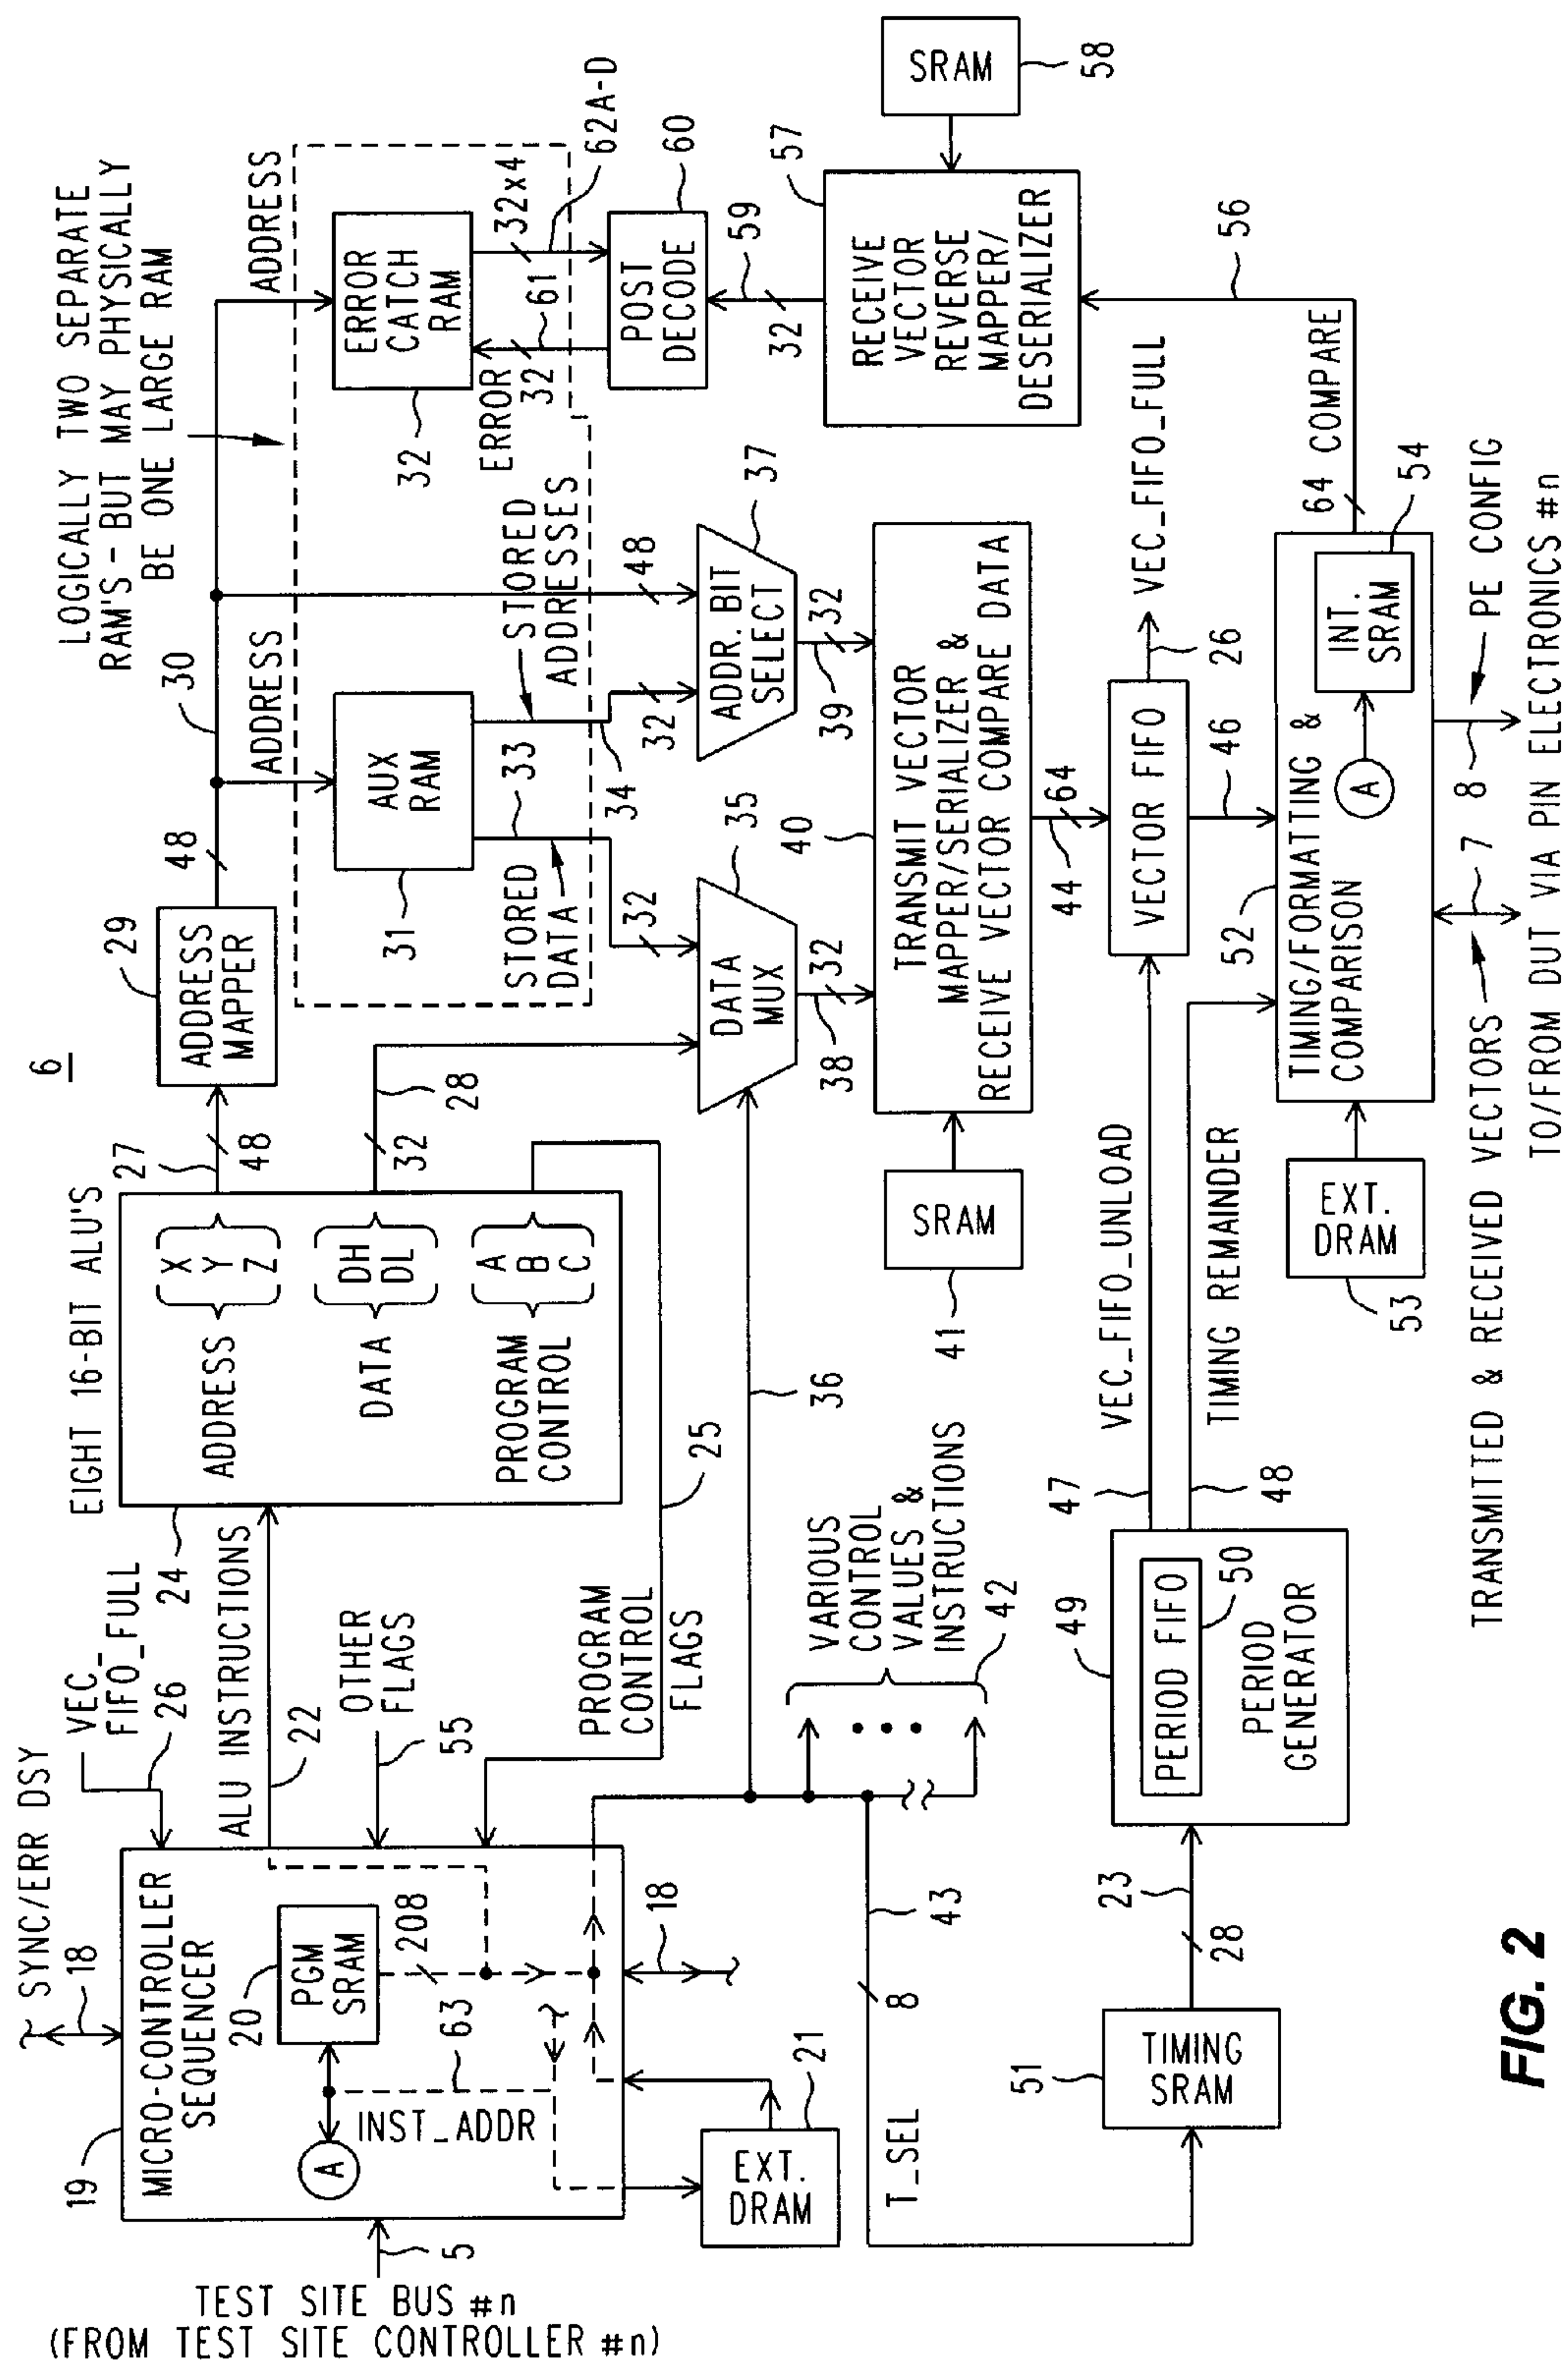 6
SYNC/ERR DSY
18
VEC_
FIFO_FULL
26
19
MICRO-CONTROLLER
SEQUENCER
20
PGM
SRAM
208
63
A
INST_ADDR
5
TEST SITE BUS #n
(FROM TEST SITE CONTROLLER #n)
18
EXT.
DRAM
21
ALU INSTRUCTIONS
22
OTHER
FLAGS
55
PROGRAM
CONTROL
FLAGS
25
24
EIGHT 16-BIT ALU'S
ADDRESS
X
Y
Z
DATA
DH
DL
PROGRAM
CONTROL
A
B
C
27
48
32
28
29
ADDRESS
MAPPER
48
30
LOGICALLY TWO SEPARATE
RAM'S - BUT MAY PHYSICALLY
BE ONE LARGE RAM
ADDRESS
ADDRESS
AUX
RAM
31
33
STORED
DATA
34
STORED
ADDRESSES
ERROR
CATCH
RAM
32
ERROR
32
61
32x4
62A-D
POST
DECODE
60
32
59
RECEIVE
VECTOR
REVERSE
MAPPER/
DESERIALIZER
57
SRAM
58
56
32
32
48
DATA
MUX
35
36
ADDR. BIT
SELECT
37
38
32
39
32
40
TRANSMIT VECTOR
MAPPER/SERIALIZER &
RECEIVE VECTOR COMPARE DATA
SRAM
41
44
64
VECTOR FIFO
26
VEC_FIFO_FULL
46
VARIOUS
CONTROL
VALUES &
INSTRUCTIONS
42
43
8
T_SEL
51
TIMING
SRAM
23
28
49
PERIOD FIFO
50
PERIOD
GENERATOR
47
VEC_FIFO_UNLOAD
48
TIMING REMAINDER
52
TIMING/FORMATTING &
COMPARISON
A
INT.
SRAM
54
64 COMPARE
EXT.
DRAM
53
7
8
PE CONFIG
TRANSMITTED & RECEIVED VECTORS
TO/FROM DUT VIA PIN ELECTRONICS #n
FIG. 2